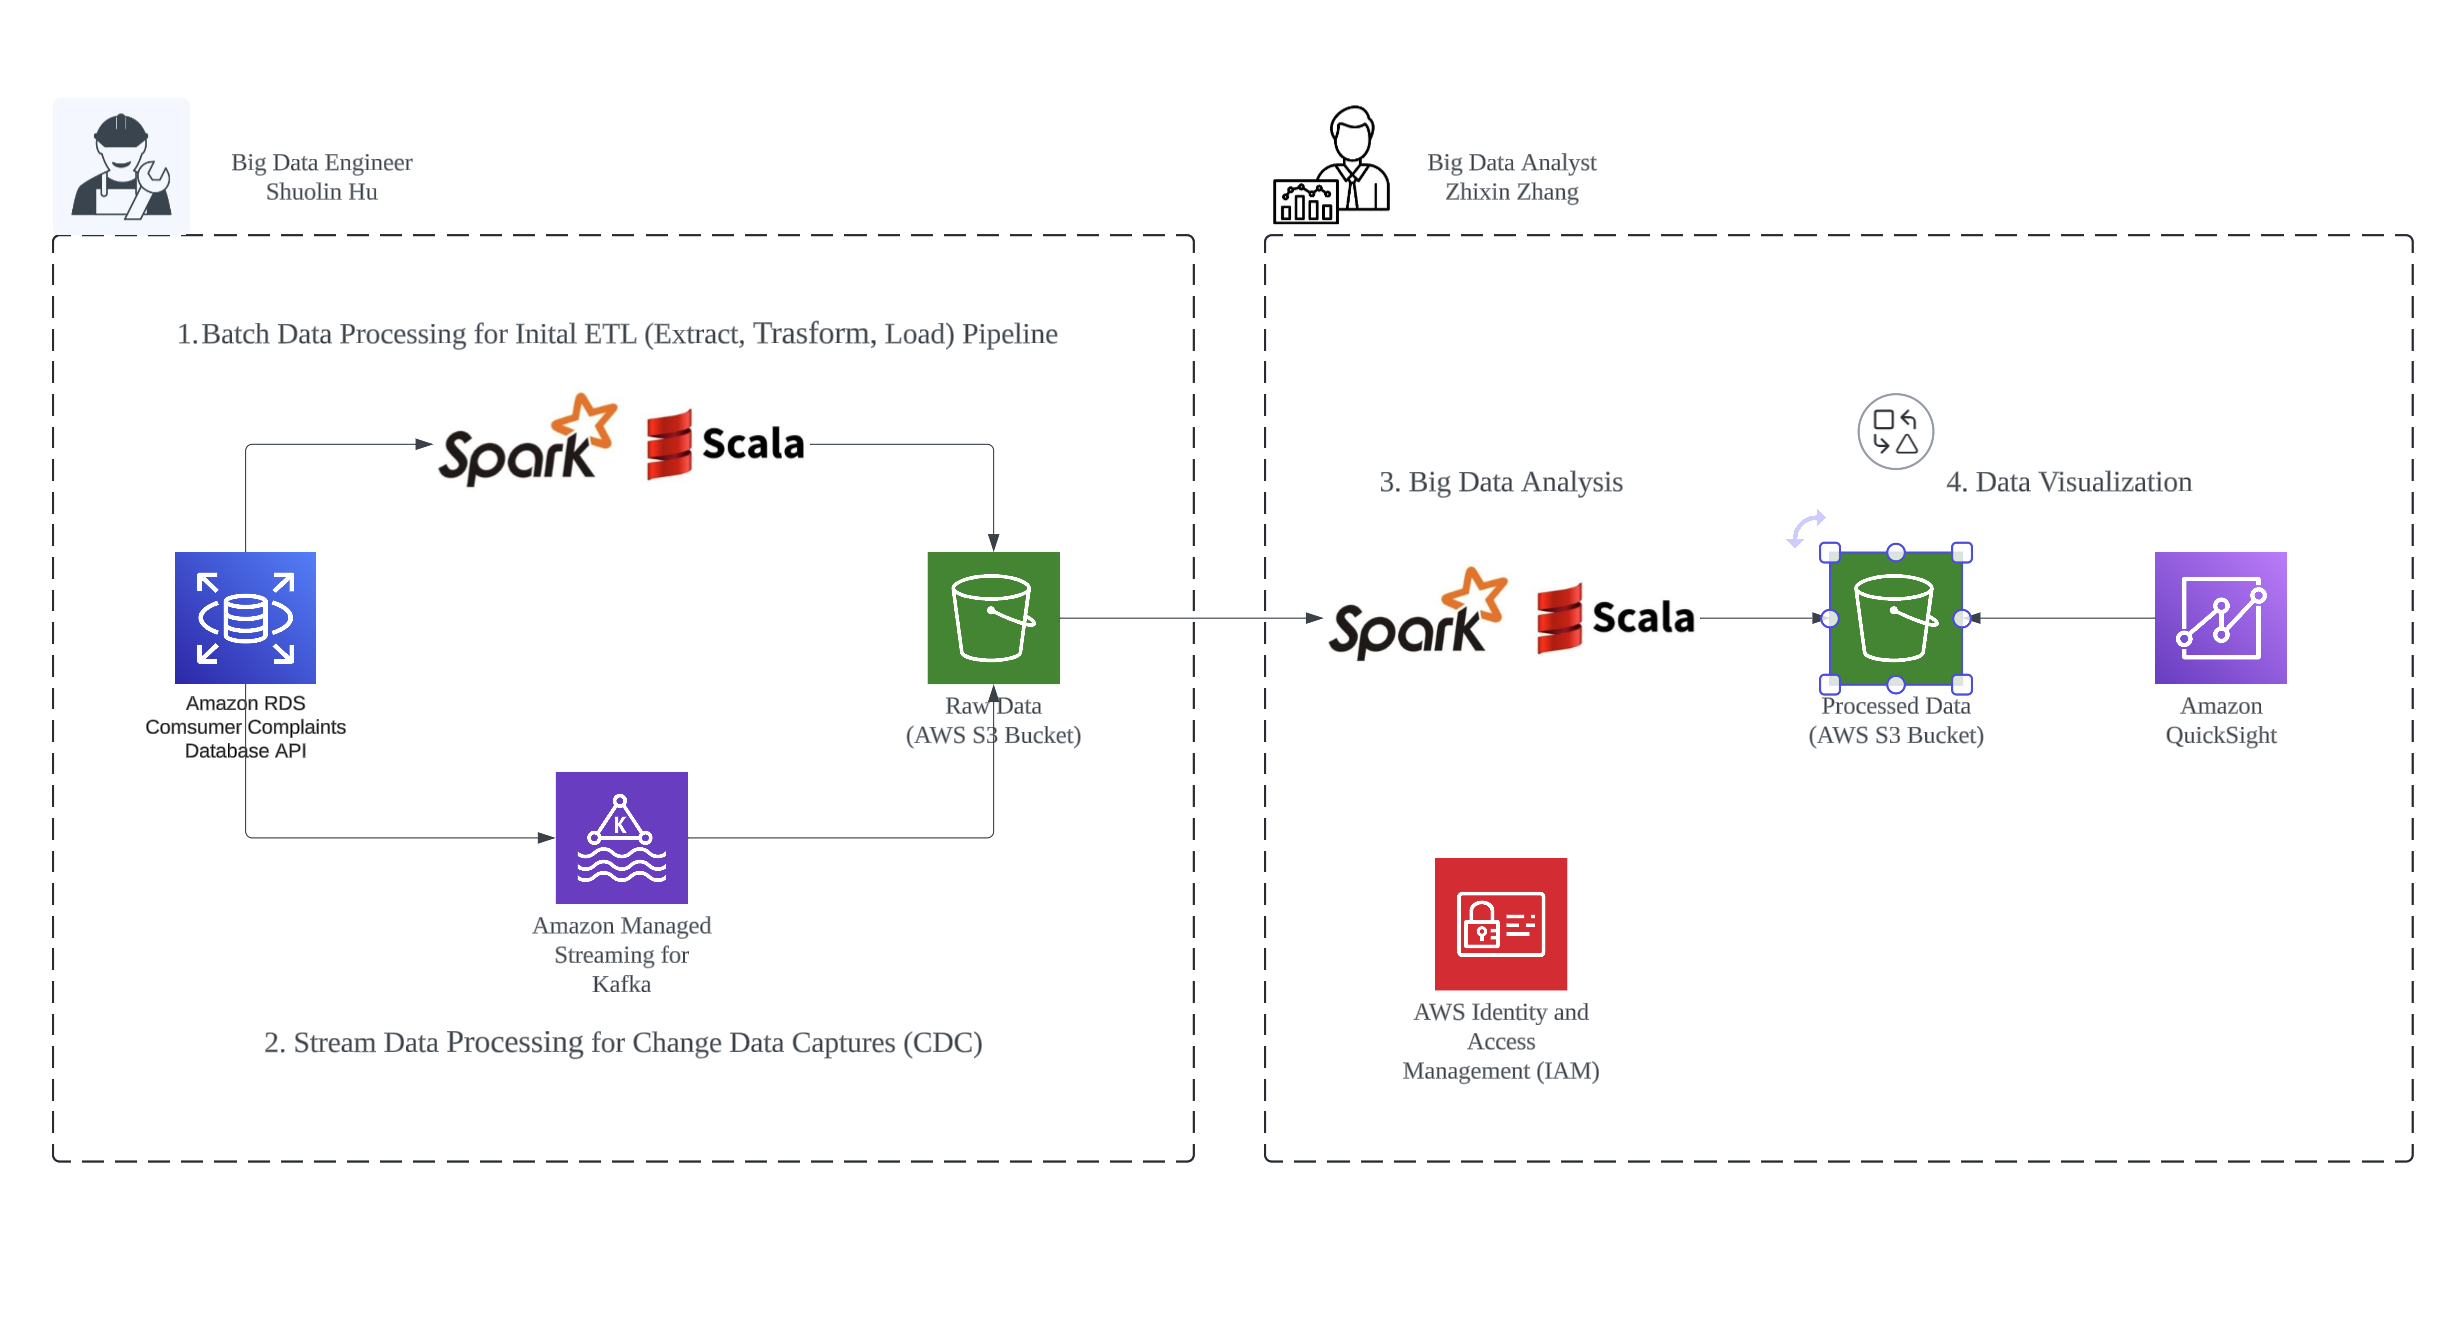 Big Data Engineer
Shuolin Hu
Big Data Analyst
Zhixin Zhang
1. Batch Data Processing for Inital ETL (Extract, Trasform, Load) Pipeline
Spark
Scala
Amazon RDS
Comsumer Complaints
Database API
Raw Data
(AWS S3 Bucket)
K
Amazon Managed
Streaming for
Kafka
2. Stream Data Processing for Change Data Captures (CDC)
3. Big Data Analysis
4. Data Visualization
Spark
Scala
Processed Data
(AWS S3 Bucket)
Amazon
QuickSight
AWS Identity and
Access
Management (IAM)